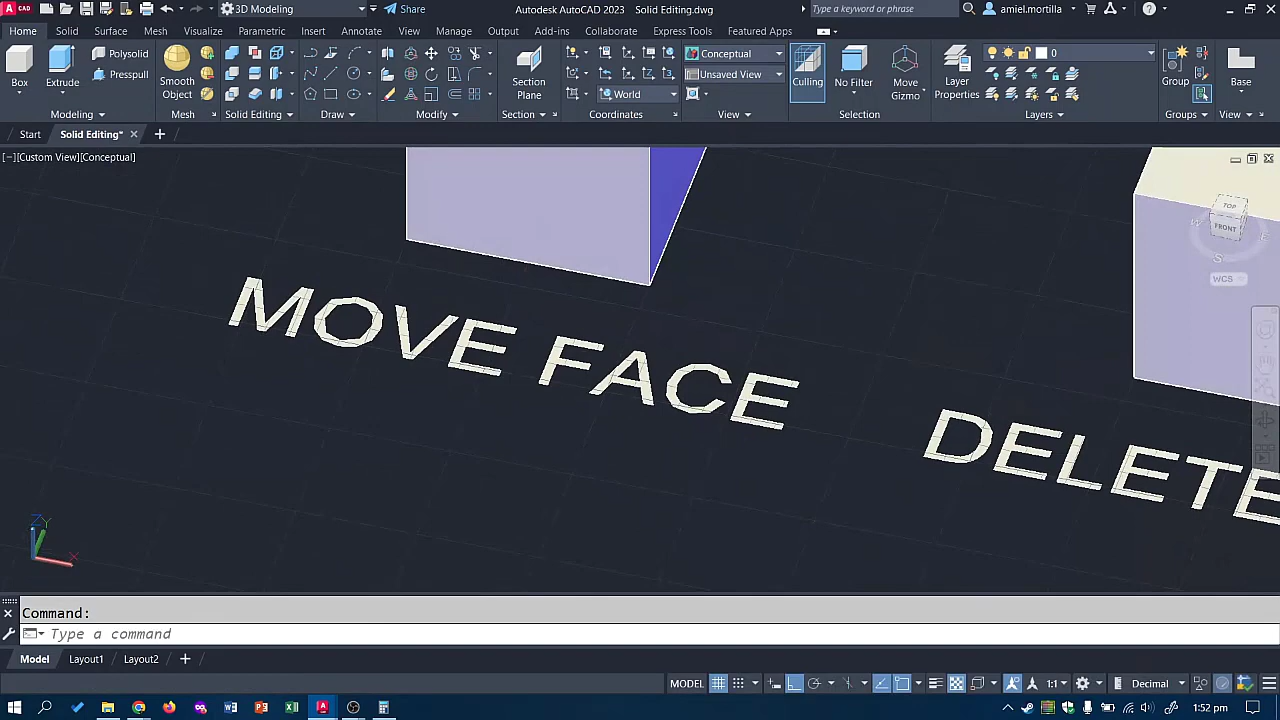 CAD
3D Modeling
Share
Autodesk AutoCAD 2023 Solid Editing.dwg
Type a keyword or phrase
amiel.mortilla
Home Solid Surface Mesh Visualize Parametric Insert Annotate View Manage Output Add-ins Collaborate Express Tools Featured Apps
Box
Extrude
Polysolid
Presspull
Smooth Object
Section Plane
World
Conceptual
Unsaved View
Culling
No Filter
Move Gizmo
Layer Properties
0
Group
Base
Modeling Mesh Solid Editing Draw Modify Section Coordinates View Selection Layers Groups View
Start Solid Editing*
[−][Custom View][Conceptual]
TOP
FRONT
W
E
S
WCS
MOVE FACE
DELETE
Z
Y
X
Command:
Type a command
Model Layout1 Layout2
MODEL 1:1 Decimal
1:52 pm